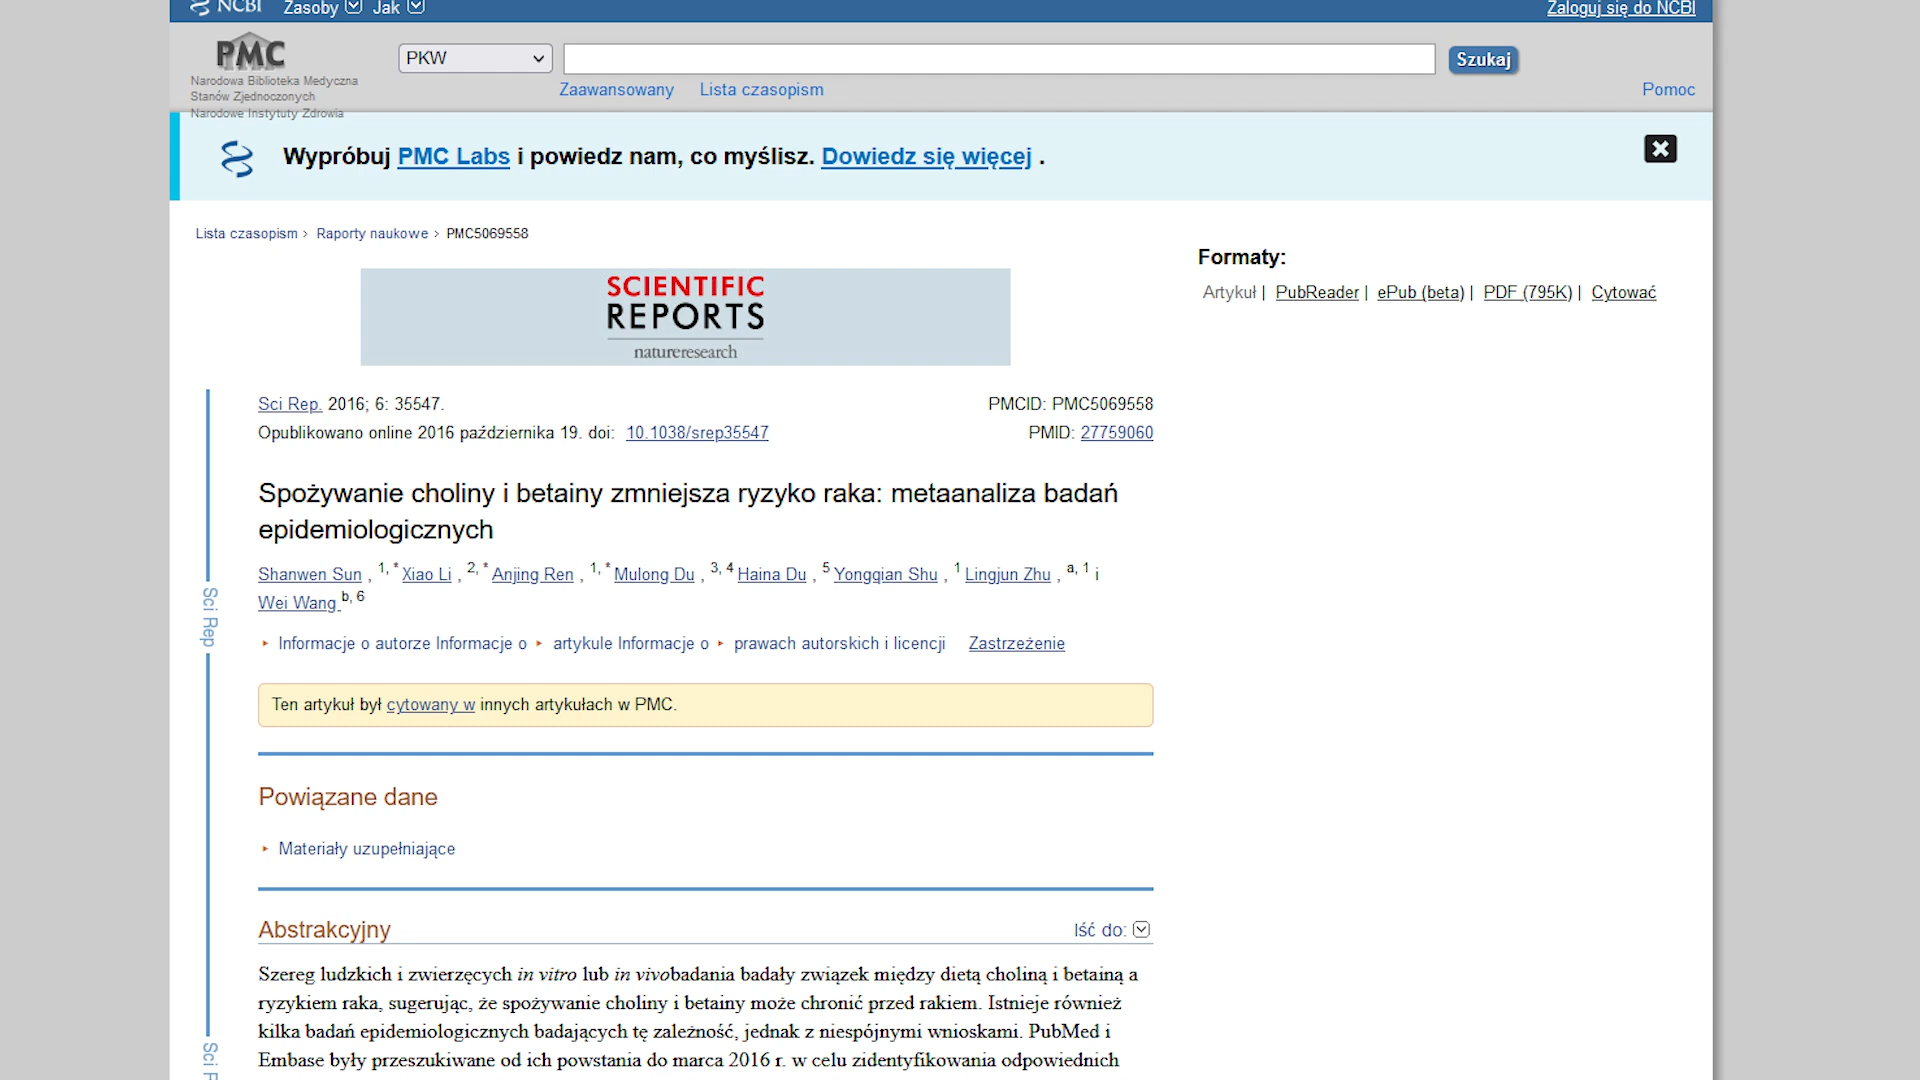 NCBI Zasoby Jak Zaloguj się do NCBI
PMC
Narodowa Biblioteka Medyczna
Stanów Zjednoczonych
Narodowe Instytuty Zdrowia
PKW Szukaj
Zaawansowany Lista czasopism Pomoc
Wypróbuj PMC Labs i powiedz nam, co myślisz. Dowiedz się więcej .
Lista czasopism › Raporty naukowe › PMC5069558
SCIENTIFIC
REPORTS
natureresearch
Formaty:
Artykuł | PubReader | ePub (beta) | PDF (795K) | Cytować
Sci Rep. 2016; 6: 35547. PMCID: PMC5069558
Opublikowano online 2016 października 19. doi: 10.1038/srep35547 PMID: 27759060
Spożywanie choliny i betainy zmniejsza ryzyko raka: metaanaliza badań
epidemiologicznych
Shanwen Sun , 1, * Xiao Li , 2, * Anjing Ren , 1, * Mulong Du , 3, 4 Haina Du , 5 Yongqian Shu , 1 Lingjun Zhu , a, 1 i
Wei Wang b, 6
Informacje o autorze Informacje o ▸ artykule Informacje o ▸ prawach autorskich i licencji Zastrzeżenie
Ten artykuł był cytowany w innych artykułach w PMC.
Powiązane dane
Materiały uzupełniające
Abstrakcyjny Iść do:
Szereg ludzkich i zwierzęcych in vitro lub in vivobadania badały związek między dietą choliną i betainą a
ryzykiem raka, sugerując, że spożywanie choliny i betainy może chronić przed rakiem. Istnieje również
kilka badań epidemiologicznych badających tę zależność, jednak z niespójnymi wnioskami. PubMed i
Embase były przeszukiwane od ich powstania do marca 2016 r. w celu zidentyfikowania odpowiednich
Sci Rep
Sci